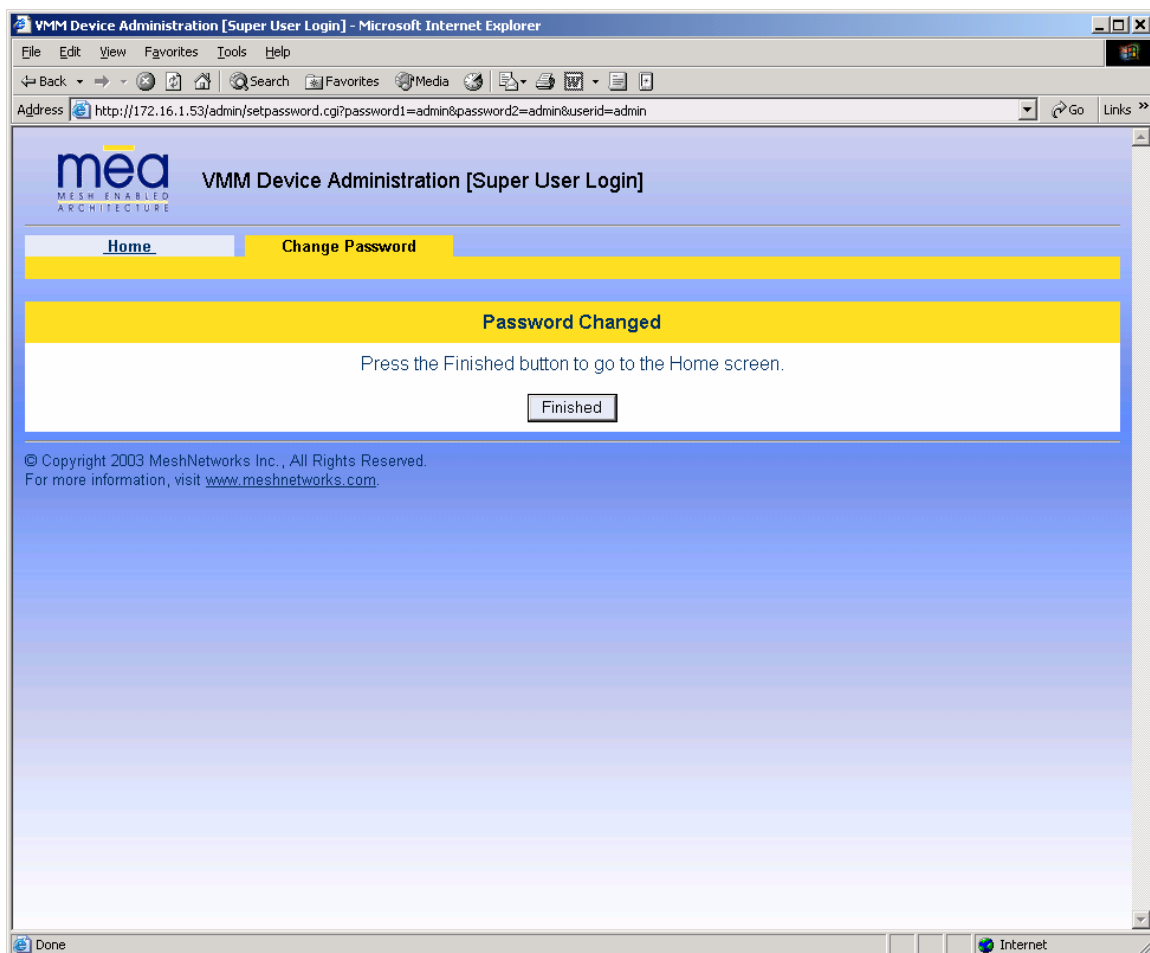 VMM Device Administration [Super User Login] - Microsoft Internet Explorer
File Edit View Favorites Tools Help
Back Search Favorites Media
Address http://172.16.1.53/admin/setpassword.cgi?password1=admin&password2=admin&userid=admin Go Links »
mēa
MESH ENABLED
ARCHITECTURE
VMM Device Administration [Super User Login]
Home Change Password
Password Changed
Press the Finished button to go to the Home screen.
Finished
© Copyright 2003 MeshNetworks Inc., All Rights Reserved.
For more information, visit www.meshnetworks.com.
Done Internet